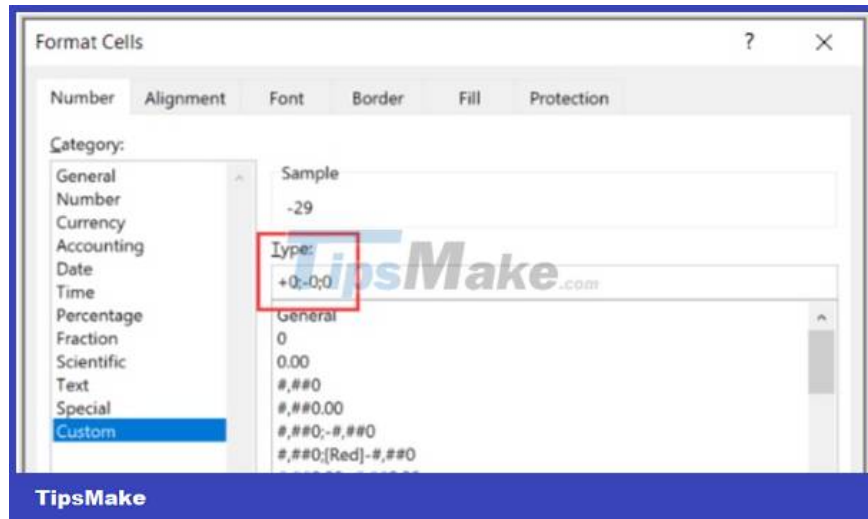 Format Cells ? ×
Number Alignment Font Border Fill Protection
Category:
General
Number
Currency
Accounting
Date
Time
Percentage
Fraction
Scientific
Text
Special
Custom
Sample
-29
Type:
+0;-0;0
General
0
0.00
#,##0
#,##0.00
#,##0;-#,##0
#,##0;[Red]-#,##0
TipsMake.com
TipsMake